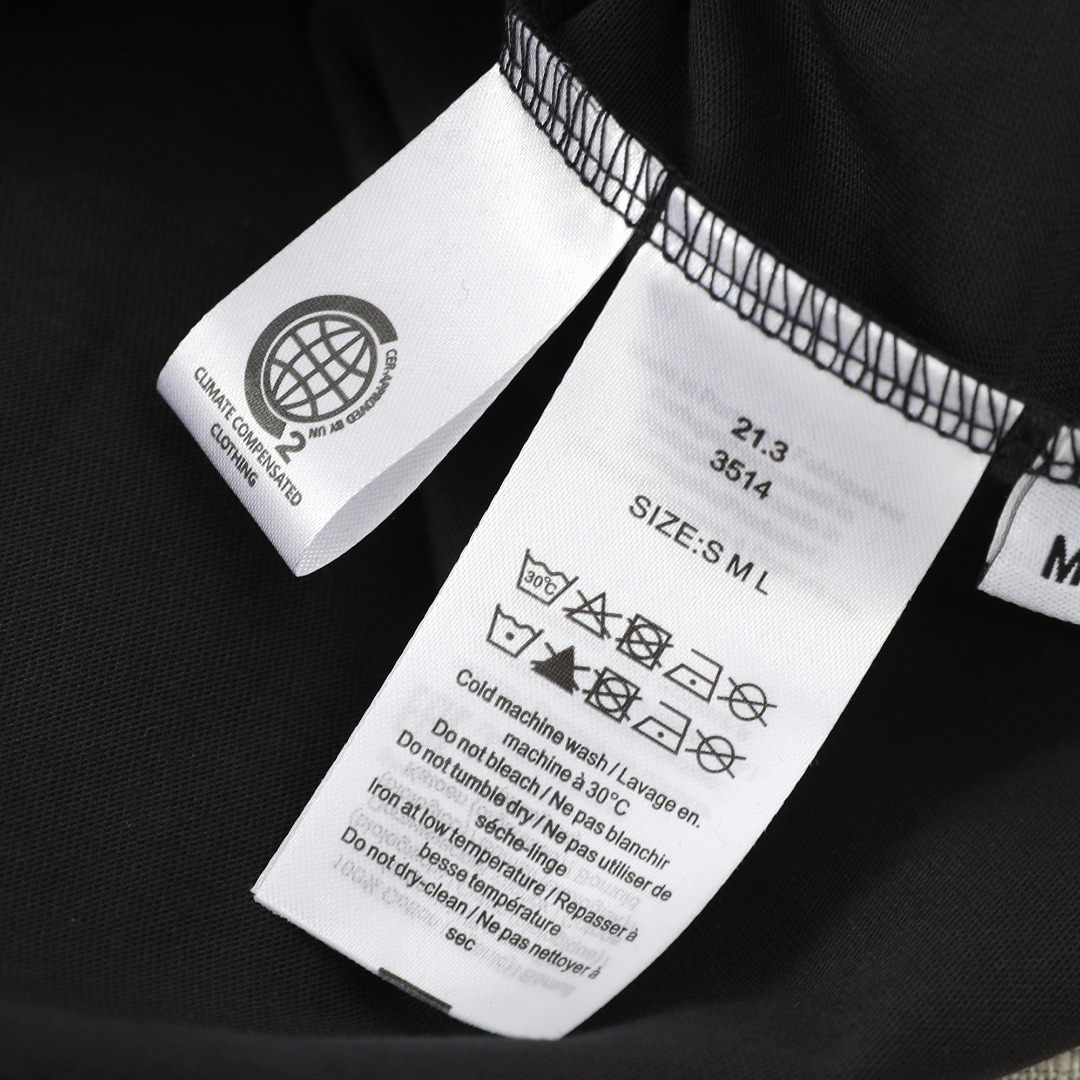 CER-APPROVED BY UN
2
CLIMATE COMPENSATED
CLOTHING
21.3
3514
SIZE:S M L
30°C
Cold machine wash / Lavage en.
machine à 30°C
Do not bleach / Ne pas blanchir
Do not tumble dry / Ne pas utiliser de
séche-linge
Iron at low temperature / Repasser à
besse température
Do not dry-clean / Ne pas nettoyer à
sec
M